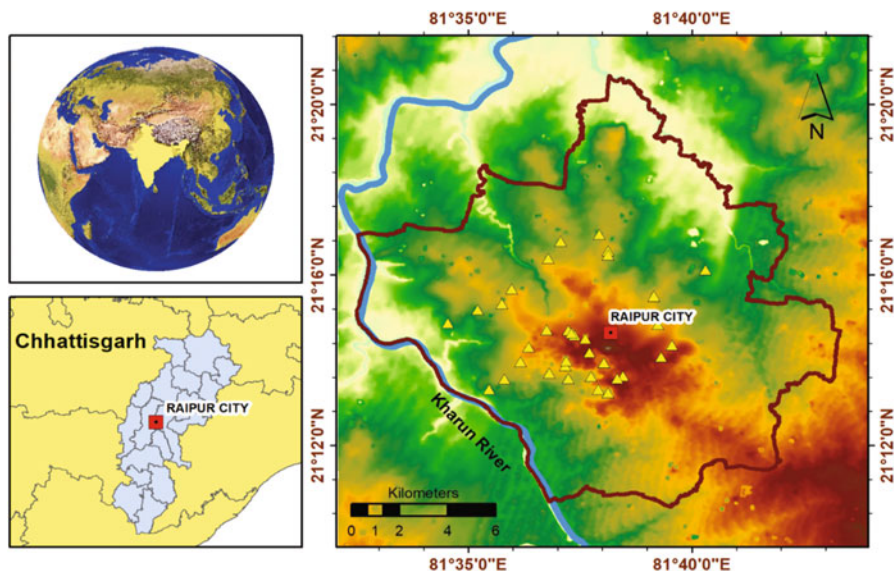 81°35'0"E 81°40'0"E
21°20'0"N
21°16'0"N
21°12'0"N
N
RAIPUR CITY
Kharun River
Kilometers
0 1 2 4 6
21°20'0"N
21°16'0"N
21°12'0"N
81°35'0"E 81°40'0"E
Chhattisgarh
RAIPUR CITY